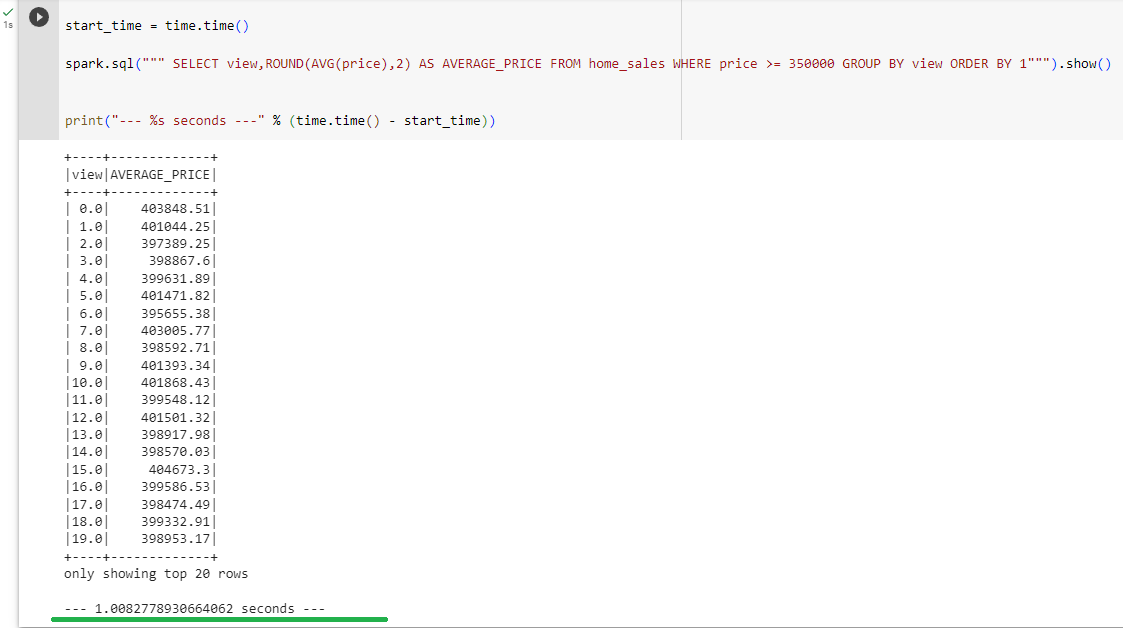 1s
start_time = time.time()
spark.sql(""" SELECT view,ROUND(AVG(price),2) AS AVERAGE_PRICE FROM home_sales WHERE price >= 350000 GROUP BY view ORDER BY 1""").show()
print("--- %s seconds ---" % (time.time() - start_time))
+----+-------------+
|view|AVERAGE_PRICE|
+----+-------------+
| 0.0|    403848.51|
| 1.0|    401044.25|
| 2.0|    397389.25|
| 3.0|     398867.6|
| 4.0|    399631.89|
| 5.0|    401471.82|
| 6.0|    395655.38|
| 7.0|    403005.77|
| 8.0|    398592.71|
| 9.0|    401393.34|
|10.0|    401868.43|
|11.0|    399548.12|
|12.0|    401501.32|
|13.0|    398917.98|
|14.0|    398570.03|
|15.0|     404673.3|
|16.0|    399586.53|
|17.0|    398474.49|
|18.0|    399332.91|
|19.0|    398953.17|
+----+-------------+
only showing top 20 rows
--- 1.0082778930664062 seconds ---